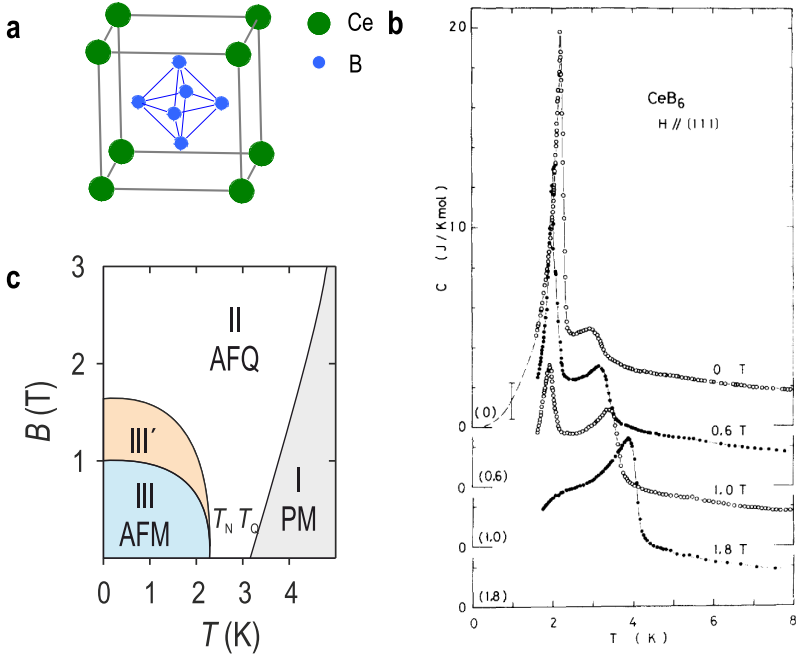 a
Ce
B
b
20
10
0
0
0
0
C (J/Kmol)
CeB6
H // (111)
0 T
0.6 T
1.0 T
1.8 T
(0)
(0.6)
(1.0)
(1.8)
0 2 4 6 8
T (K)
c
3
2
1
B (T)
II
AFQ
III´
III
AFM
TN TQ
I
PM
0 1 2 3 4
T (K)